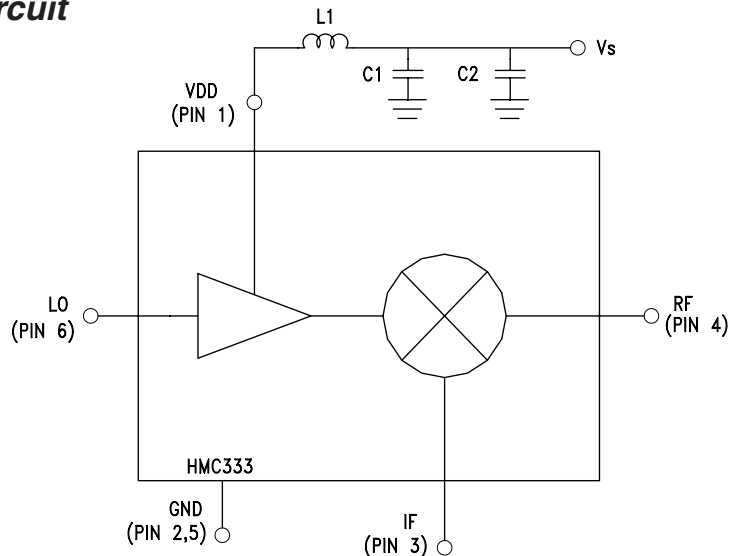 rcuit
L1
Vs
C1
C2
VDD
(PIN 1)
LO
(PIN 6)
RF
(PIN 4)
HMC333
GND
(PIN 2,5)
IF
(PIN 3)